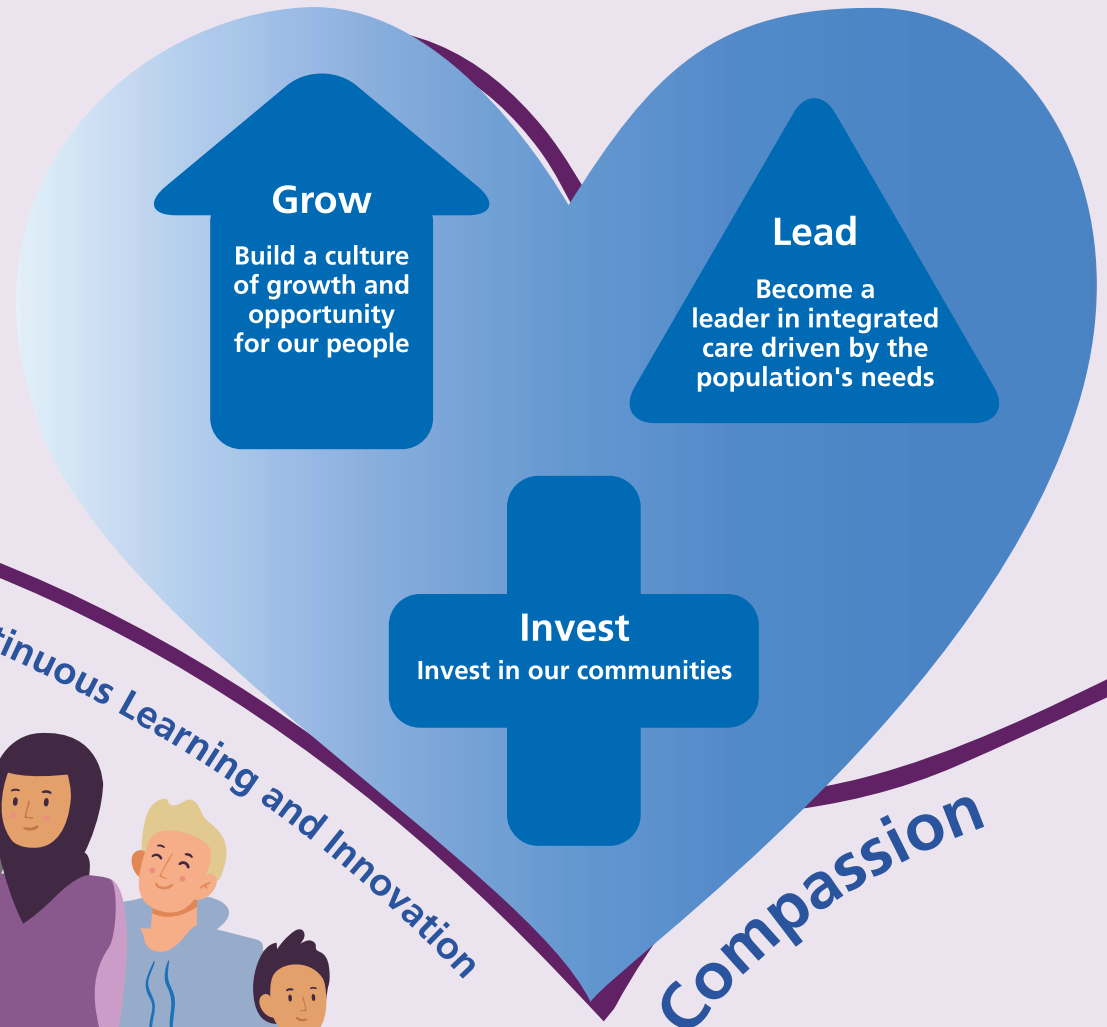 Grow
Build a culture
of growth and
opportunity
for our people
Lead
Become a
leader in integrated
care driven by the
population's needs
Invest
Invest in our communities
tinuous Learning and Innovation
Compassion